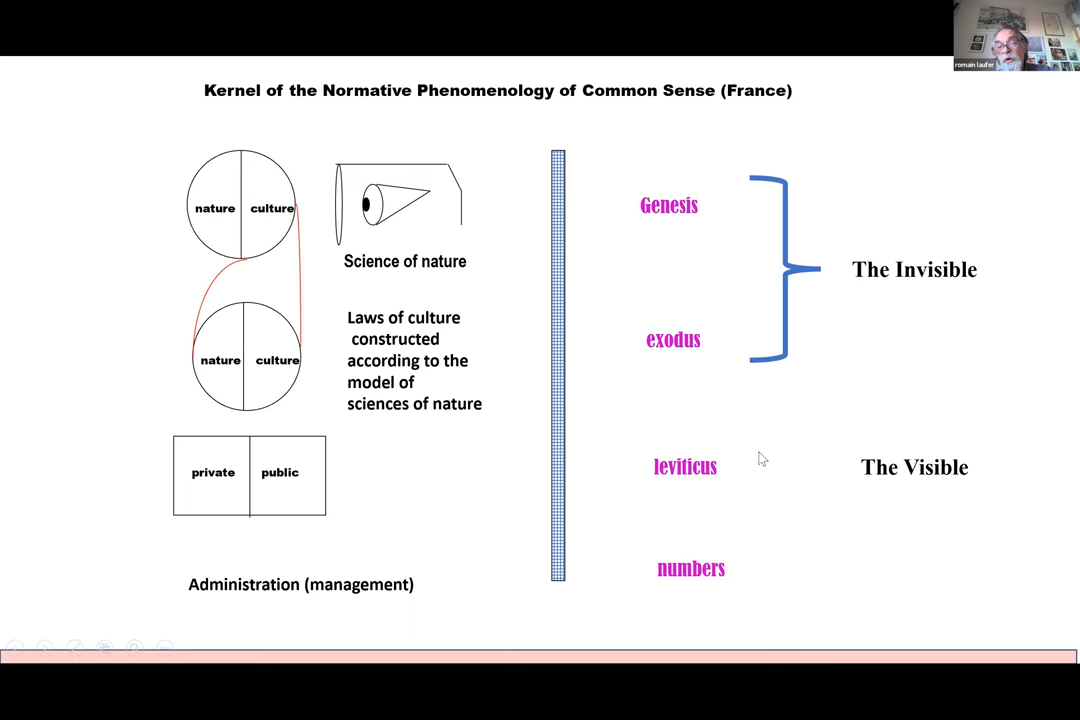 romain laufer
Kernel of the Normative Phenomenology of Common Sense (France)
nature culture
Science of nature
Laws of culture
constructed
according to the
model of
sciences of nature
nature culture
private public
Administration (management)
Genesis
exodus
leviticus
numbers
The Invisible
The Visible